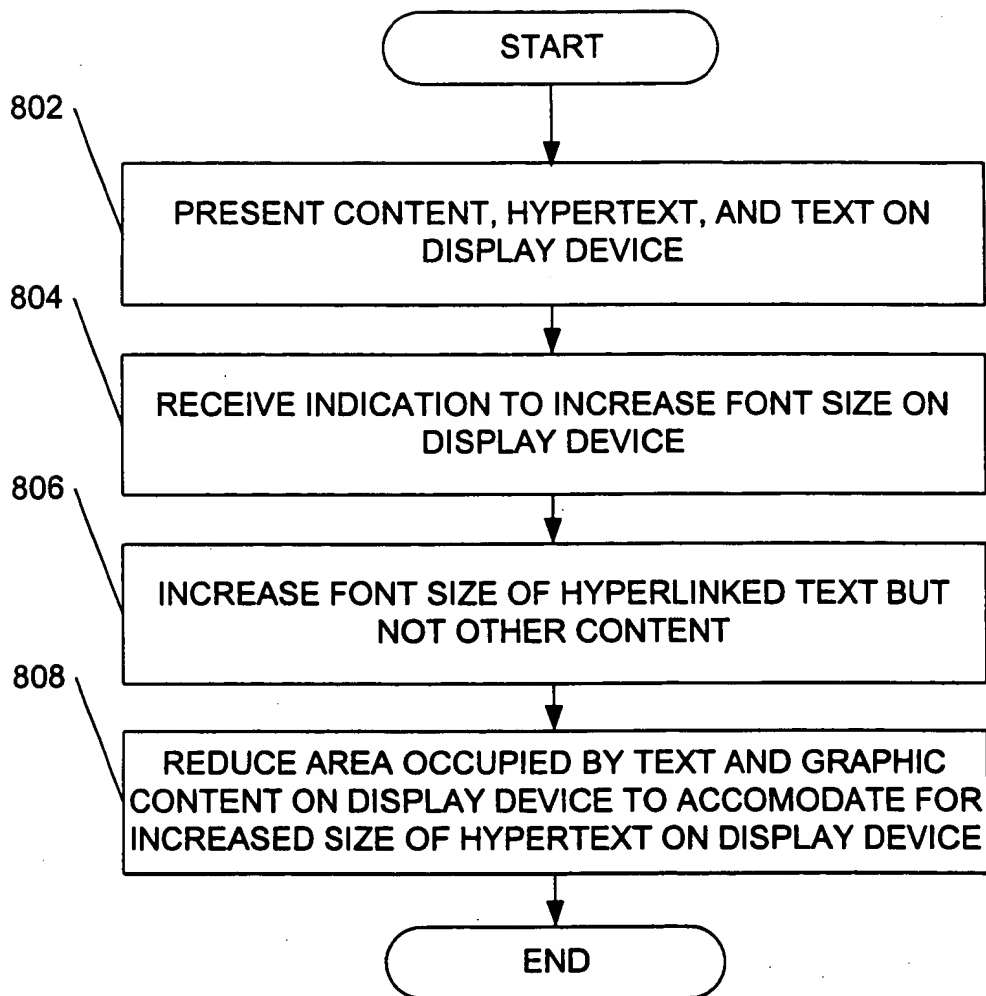 START
802
PRESENT CONTENT, HYPERTEXT, AND TEXT ON
DISPLAY DEVICE
804
RECEIVE INDICATION TO INCREASE FONT SIZE ON
DISPLAY DEVICE
806
INCREASE FONT SIZE OF HYPERLINKED TEXT BUT
NOT OTHER CONTENT
808
REDUCE AREA OCCUPIED BY TEXT AND GRAPHIC
CONTENT ON DISPLAY DEVICE TO ACCOMODATE FOR
INCREASED SIZE OF HYPERTEXT ON DISPLAY DEVICE
END